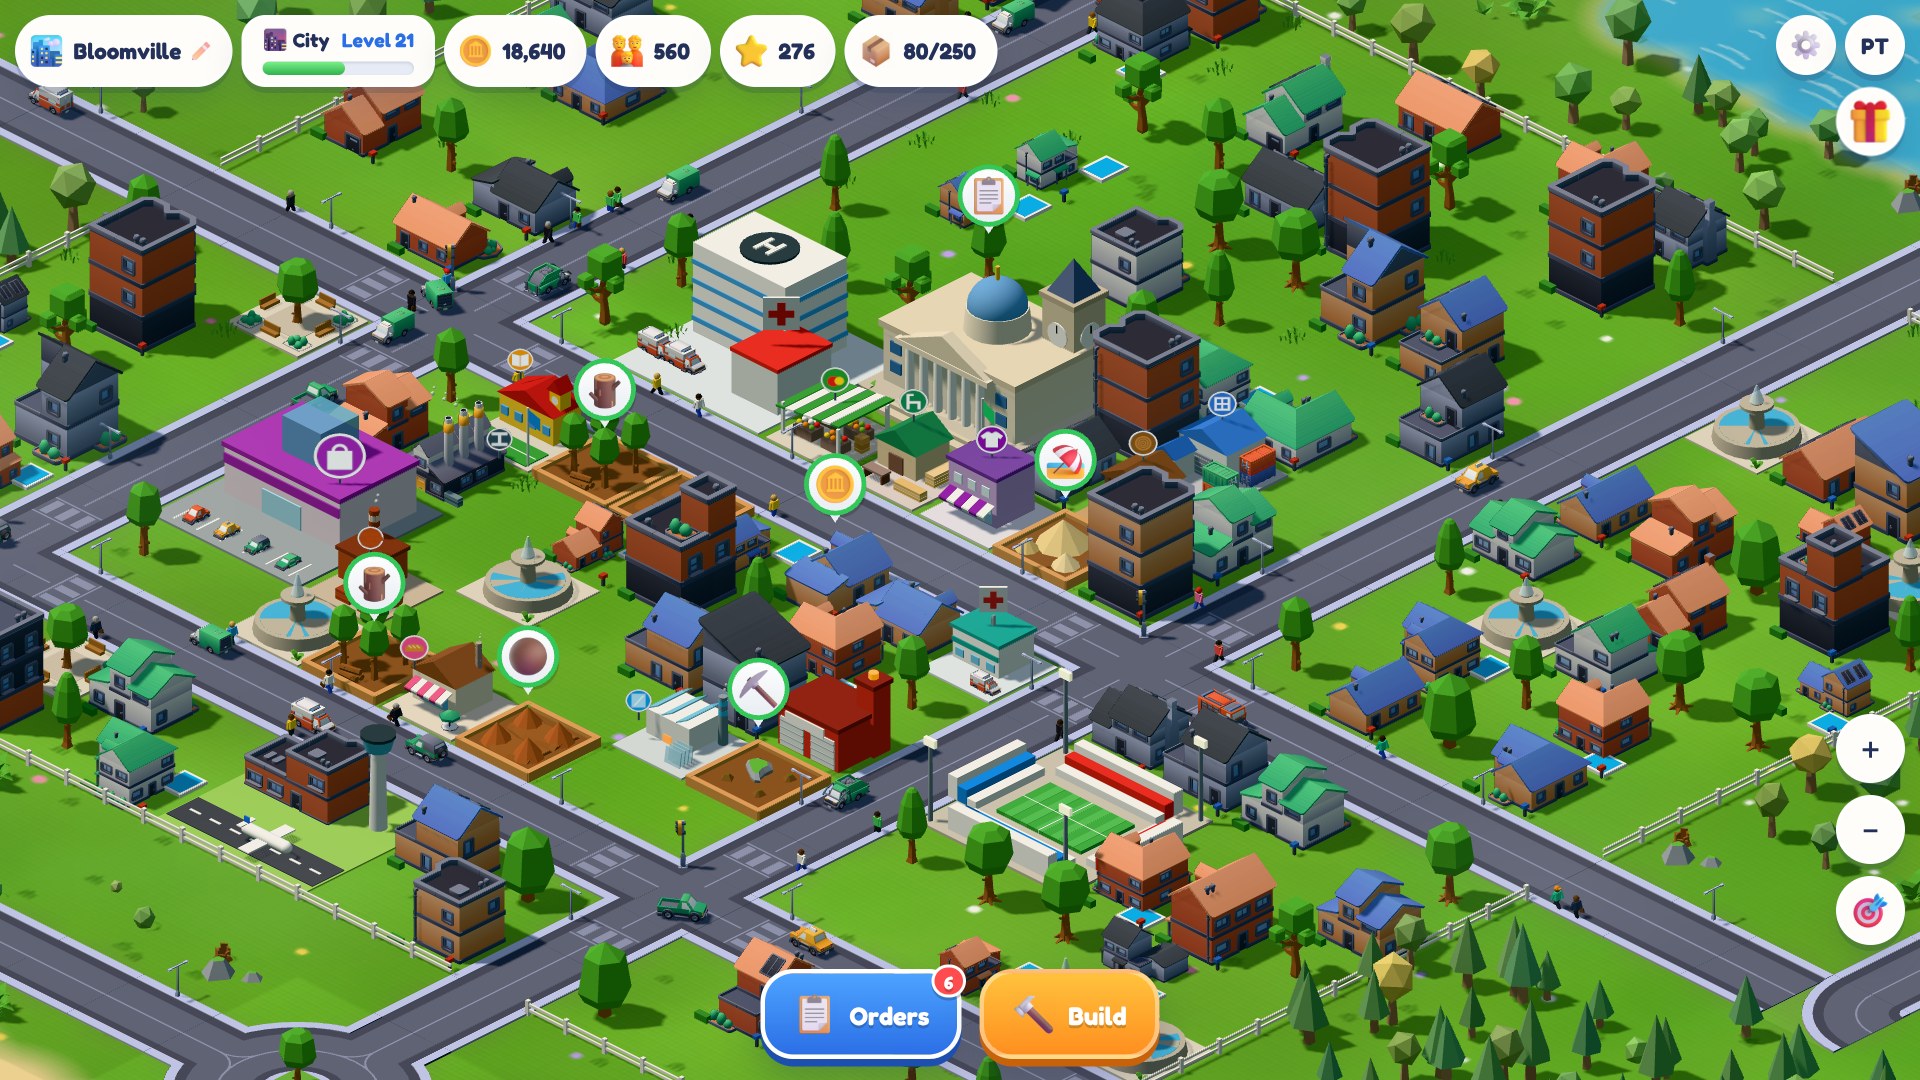 Bloomville
City Level 21
18,640
560
276
80/250
PT
H
+
-
6
Orders
Build